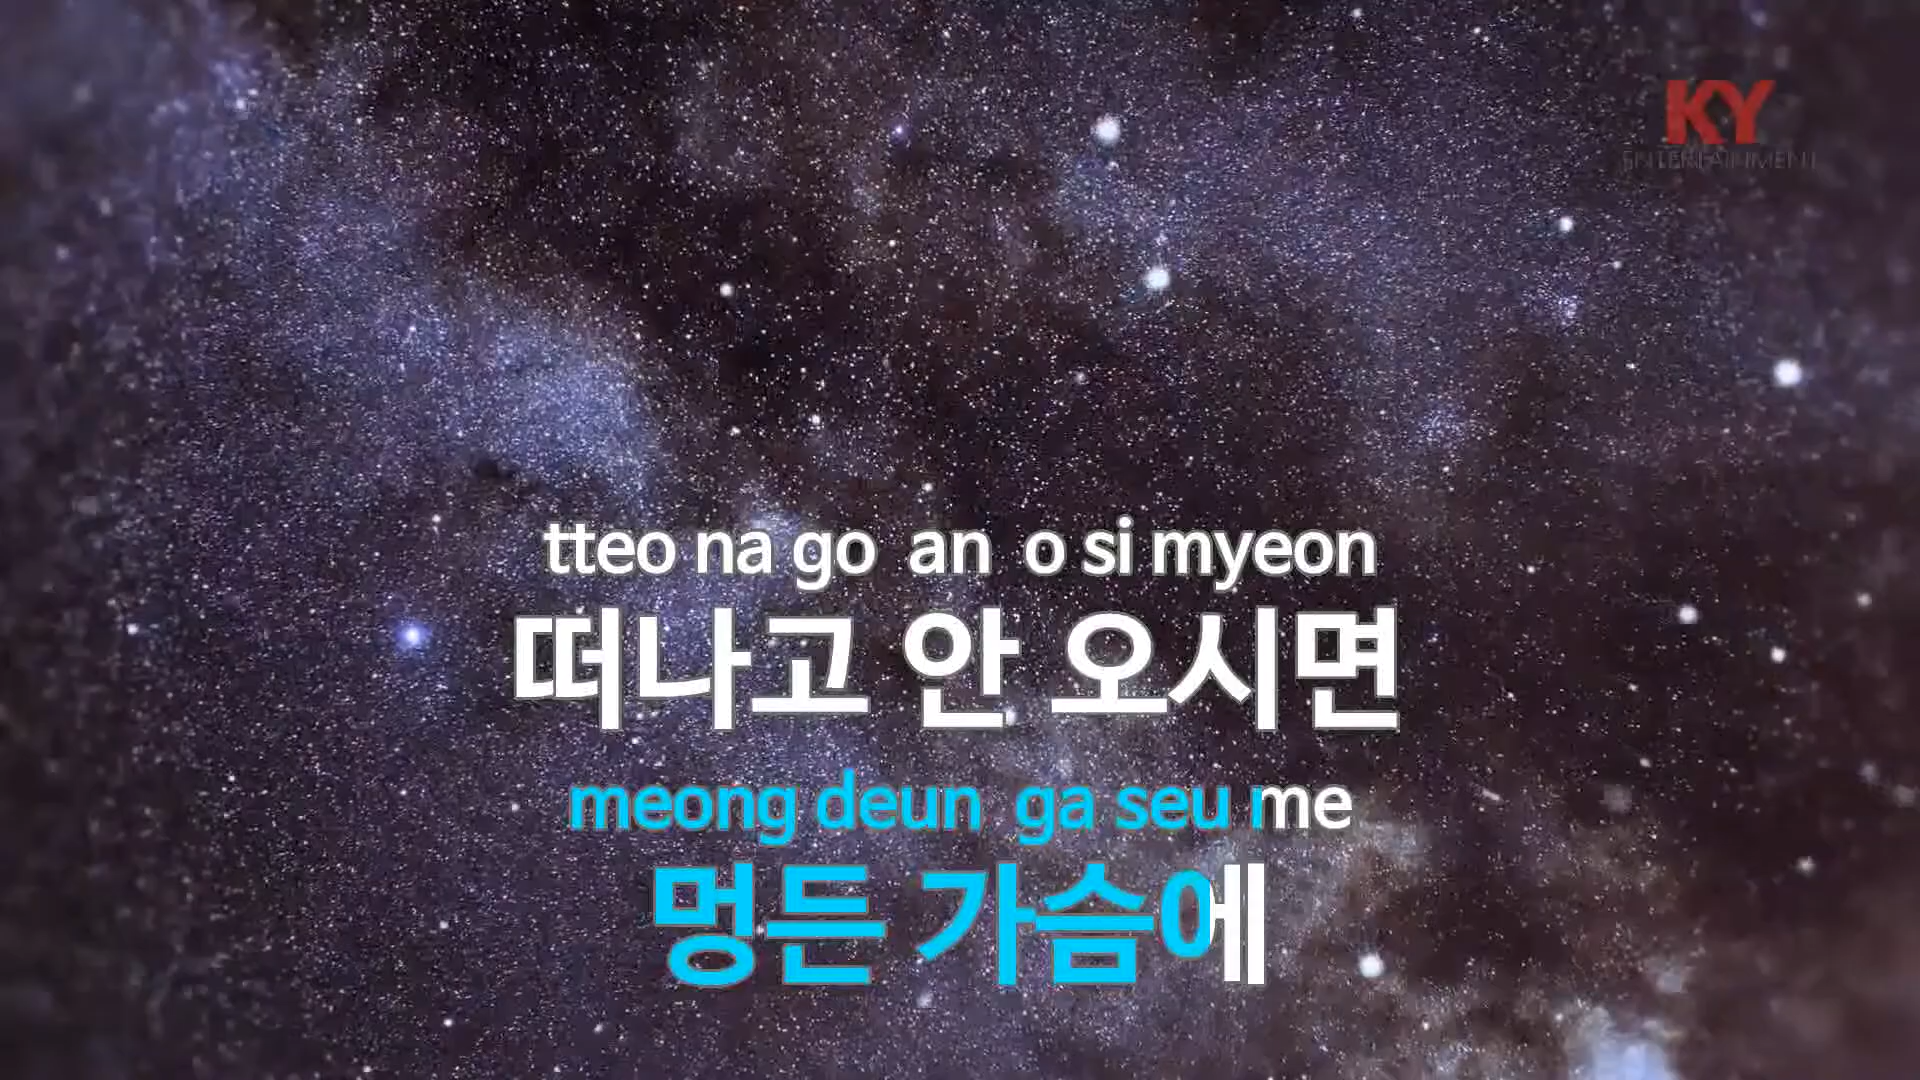 KY
ENTERTAINMENT
tteo na go an o si myeon
떠나고 안 오시면
meong deun ga seu me
멍든 가슴에